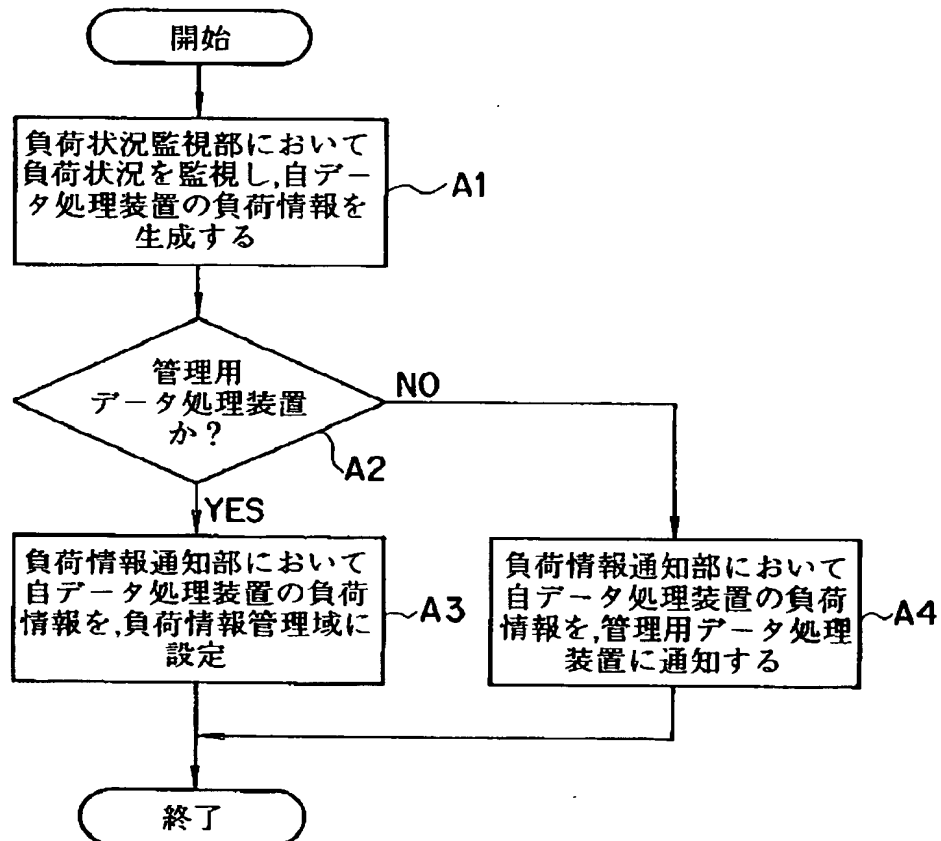 開始
負荷状況監視部において
負荷状況を監視し,自デー
タ処理装置の負荷情報を
生成する
A1
管理用
データ処理装置
か?
NO
A2
YES
負荷情報通知部において
自データ処理装置の負荷
情報を,負荷情報管理域に
設定
A3
負荷情報通知部において
自データ処理装置の負荷
情報を,管理用データ処理
装置に通知する
A4
終了